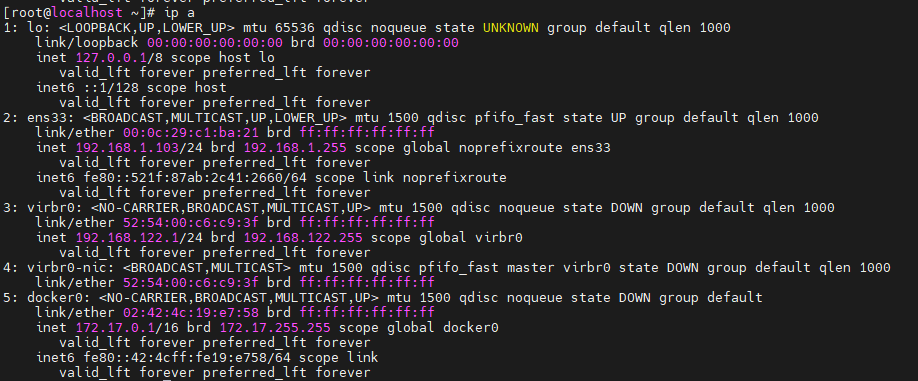 [root@localhost ~]# ip a
1: lo: <LOOPBACK,UP,LOWER_UP> mtu 65536 qdisc noqueue state UNKNOWN group default qlen 1000
    link/loopback 00:00:00:00:00:00 brd 00:00:00:00:00:00
    inet 127.0.0.1/8 scope host lo
       valid_lft forever preferred_lft forever
    inet6 ::1/128 scope host
       valid_lft forever preferred_lft forever
2: ens33: <BROADCAST,MULTICAST,UP,LOWER_UP> mtu 1500 qdisc pfifo_fast state UP group default qlen 1000
    link/ether 00:0c:29:c1:ba:21 brd ff:ff:ff:ff:ff:ff
    inet 192.168.1.103/24 brd 192.168.1.255 scope global noprefixroute ens33
       valid_lft forever preferred_lft forever
    inet6 fe80::521f:87ab:2c41:2660/64 scope link noprefixroute
       valid_lft forever preferred_lft forever
3: virbr0: <NO-CARRIER,BROADCAST,MULTICAST,UP> mtu 1500 qdisc noqueue state DOWN group default qlen 1000
    link/ether 52:54:00:c6:c9:3f brd ff:ff:ff:ff:ff:ff
    inet 192.168.122.1/24 brd 192.168.122.255 scope global virbr0
       valid_lft forever preferred_lft forever
4: virbr0-nic: <BROADCAST,MULTICAST> mtu 1500 qdisc pfifo_fast master virbr0 state DOWN group default qlen 1000
    link/ether 52:54:00:c6:c9:3f brd ff:ff:ff:ff:ff:ff
5: docker0: <NO-CARRIER,BROADCAST,MULTICAST,UP> mtu 1500 qdisc noqueue state DOWN group default
    link/ether 02:42:4c:19:e7:58 brd ff:ff:ff:ff:ff:ff
    inet 172.17.0.1/16 brd 172.17.255.255 scope global docker0
       valid_lft forever preferred_lft forever
    inet6 fe80::42:4cff:fe19:e758/64 scope link
       valid_lft forever preferred_lft forever